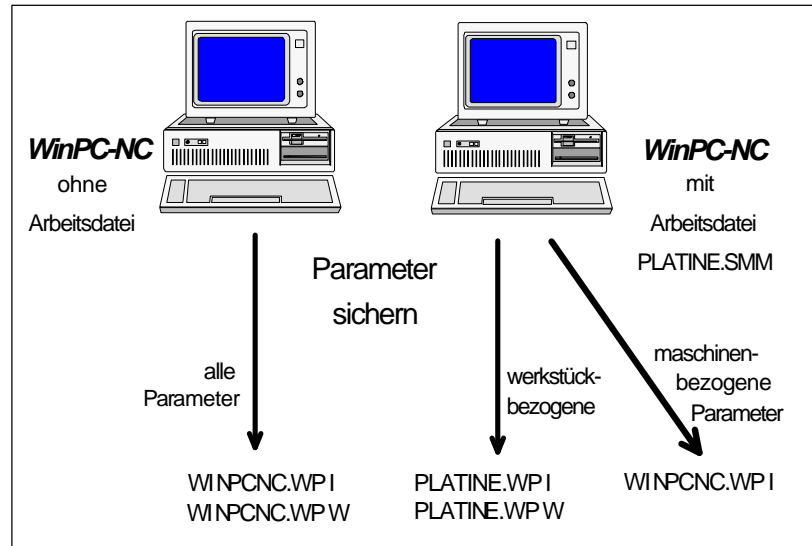 WinPC-NC
ohne
Arbeitsdatei
WinPC-NC
mit
Arbeitsdatei
PLATINE.SMM
Parameter
sichern
alle
Parameter
werkstück-
bezogene
maschinen-
bezogene
Parameter
WINPCNC.WPI
WINPCNC.WPW
PLATINE.WPI
PLATINE.WPW
WINPCNC.WPI